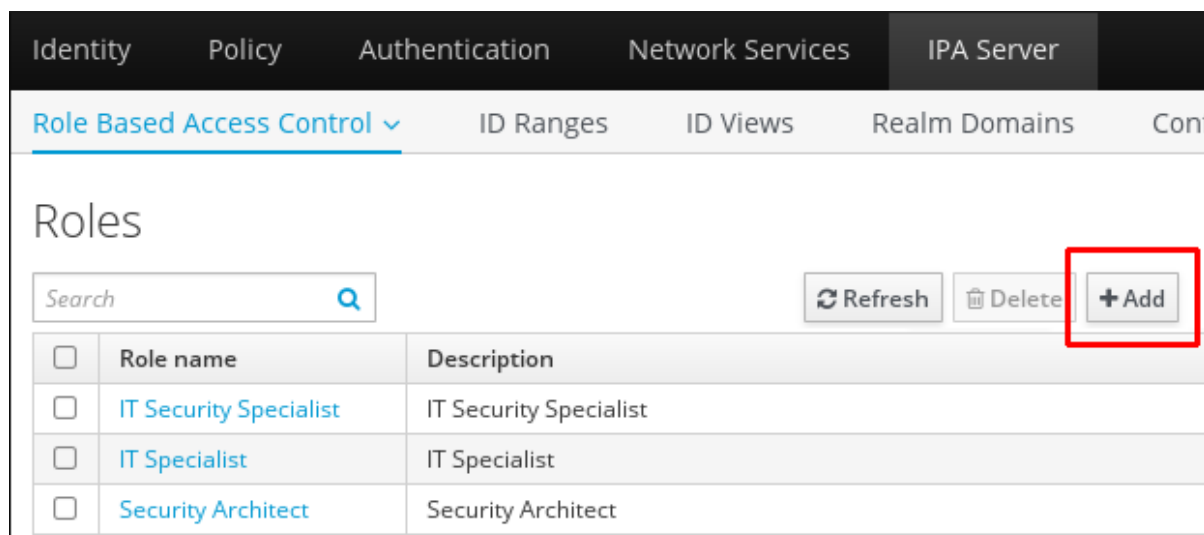 Identity Policy Authentication Network Services IPA Server
Role Based Access Control ID Ranges ID Views Realm Domains
Roles
Search Refresh Delete Add
Role name Description
IT Security Specialist IT Security Specialist
IT Specialist IT Specialist
Security Architect Security Architect